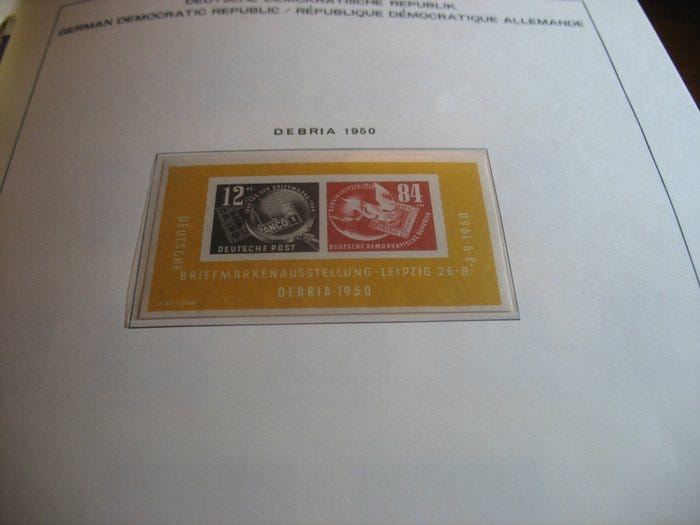 DEUTSCHE DEMOKRATISCHE REPUBLIK
GERMAN DEMOCRATIC REPUBLIC / RÉPUBLIQUE DÉMOCRATIQUE ALLEMANDE
DEBRIA 1950
12
DEUTSCHE POST
84
DEUTSCHE DEMOKRATISCHE REPUBLIK
DEUTSCHE
BRIEFMARKENAUSSTELLUNG · LEIPZIG 26·8·
-3·9·1950
DEBRIA·1950